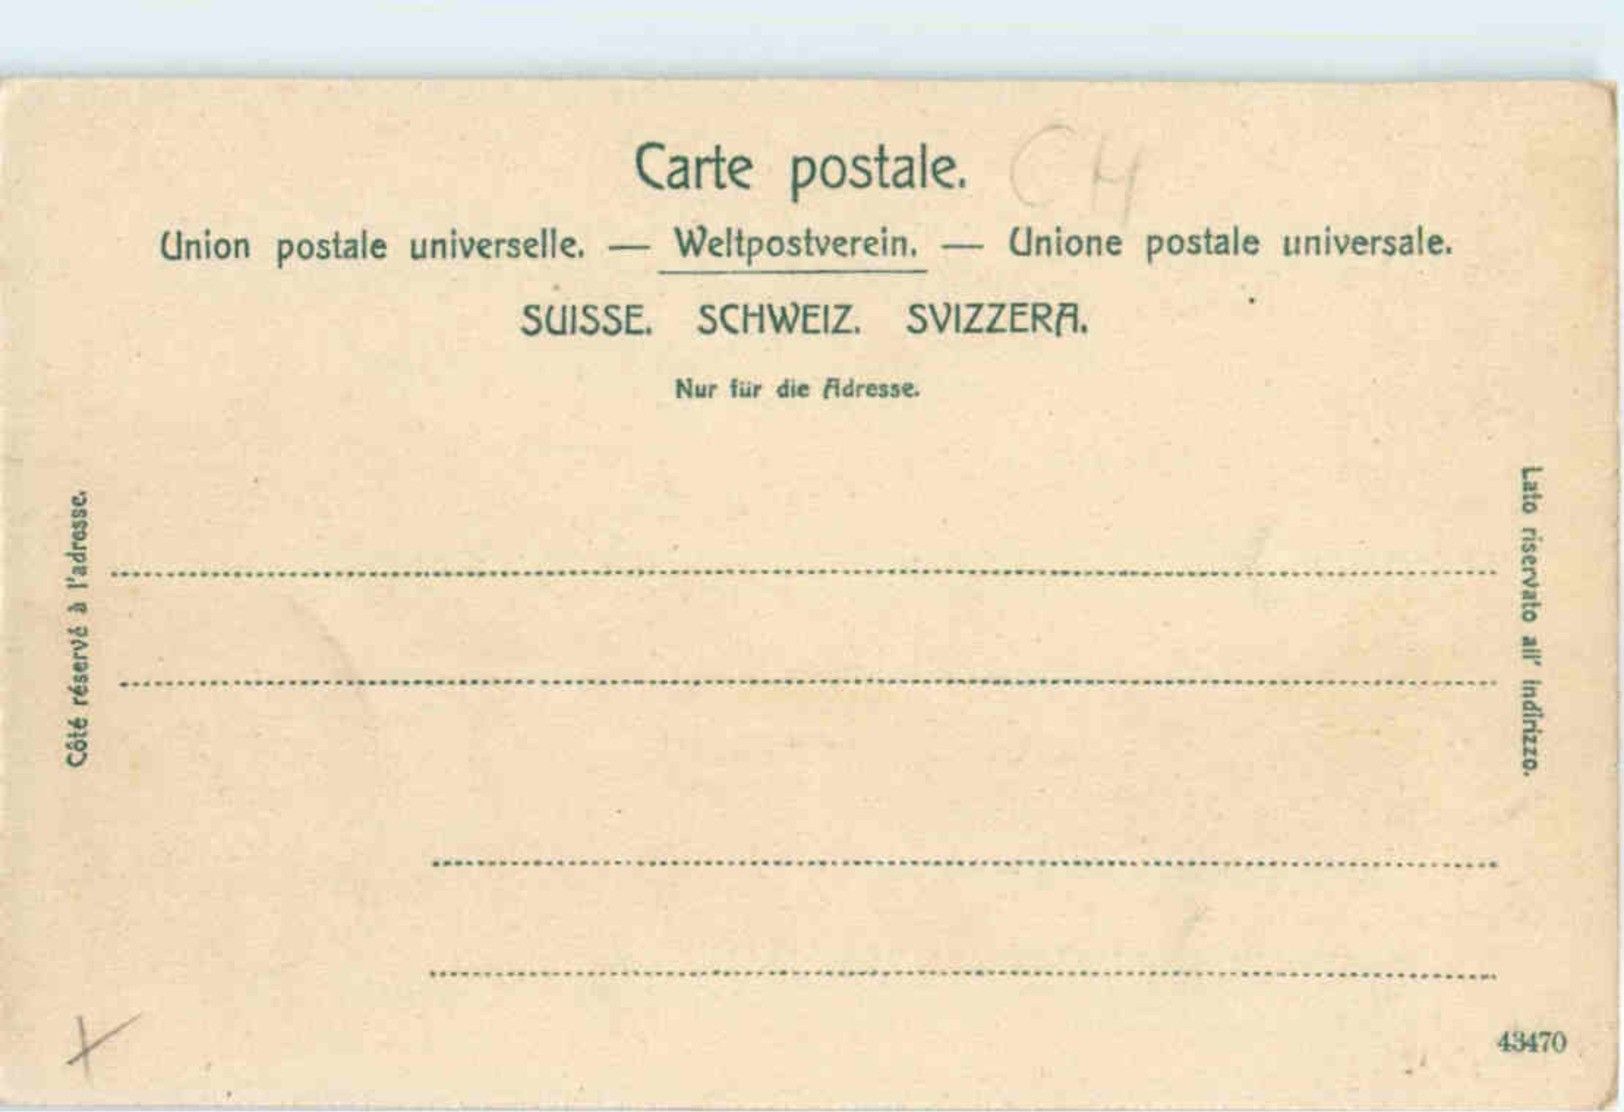 Carte postale. CH
Union postale universelle. — Weltpostverein. — Unione postale universale.
SUISSE. SCHWEIZ. SVIZZERA.
Nur für die Adresse.
Côté réservé à l'adresse.
Lato riservato all' indirizzo.
43470